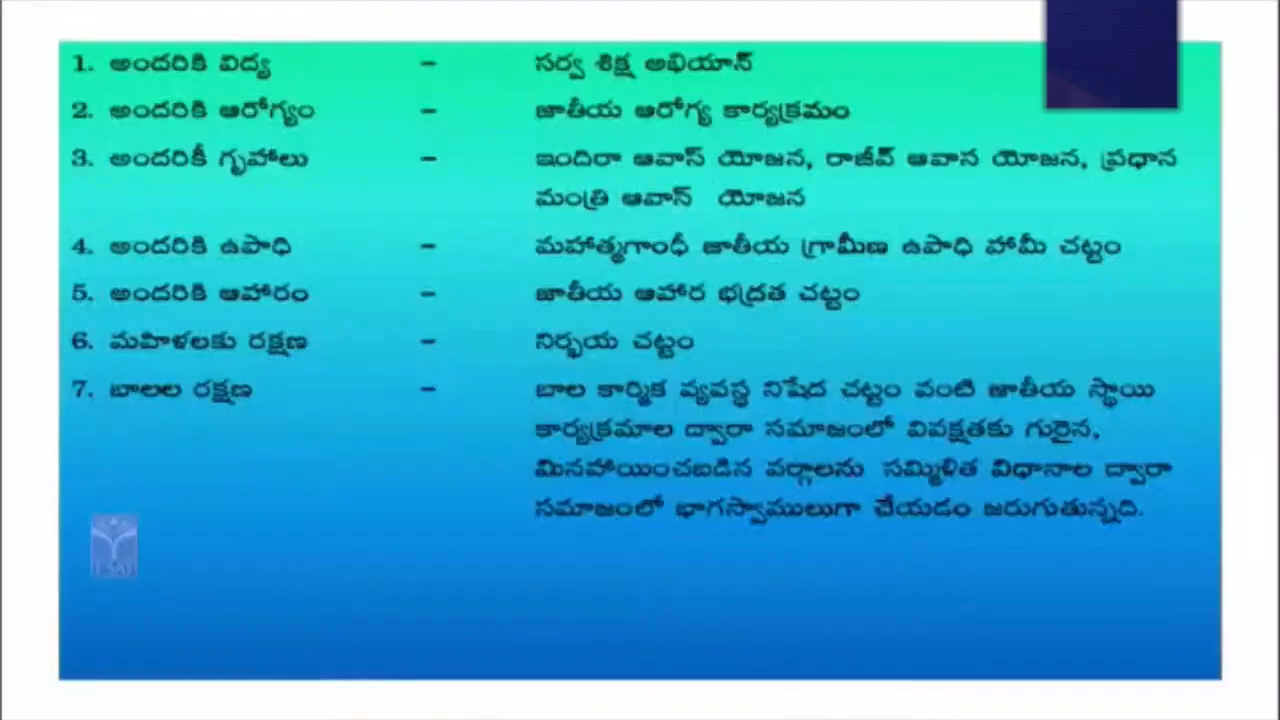 1. అందరికి విద్య – సర్వ శిక్ష అభియాన్
2. అందరికి ఆరోగ్యం – జాతీయ ఆరోగ్య కార్యక్రమం
3. అందరికీ గృహాలు – ఇందిరా ఆవాస్ యోజన, రాజీవ్ ఆవాస యోజన, ప్రధాన
మంత్రి ఆవాస్ యోజన
4. అందరికి ఉపాధి – మహాత్మగాంధీ జాతీయ గ్రామీణ ఉపాధి హామీ చట్టం
5. అందరికి ఆహారం – జాతీయ ఆహార భద్రత చట్టం
6. మహిళలకు రక్షణ – నిర్భయ చట్టం
7. బాలల రక్షణ – బాల కార్మిక వ్యవస్థ నిషేద చట్టం వంటి జాతీయ స్థాయి
కార్యక్రమాల ద్వారా సమాజంలో వివక్షతకు గురైన,
మినహాయించబడిన వర్గాలను సమ్మిళిత విధానాల ద్వారా
సమాజంలో భాగస్వాములుగా చేయడం జరుగుతున్నది.
T-SAT